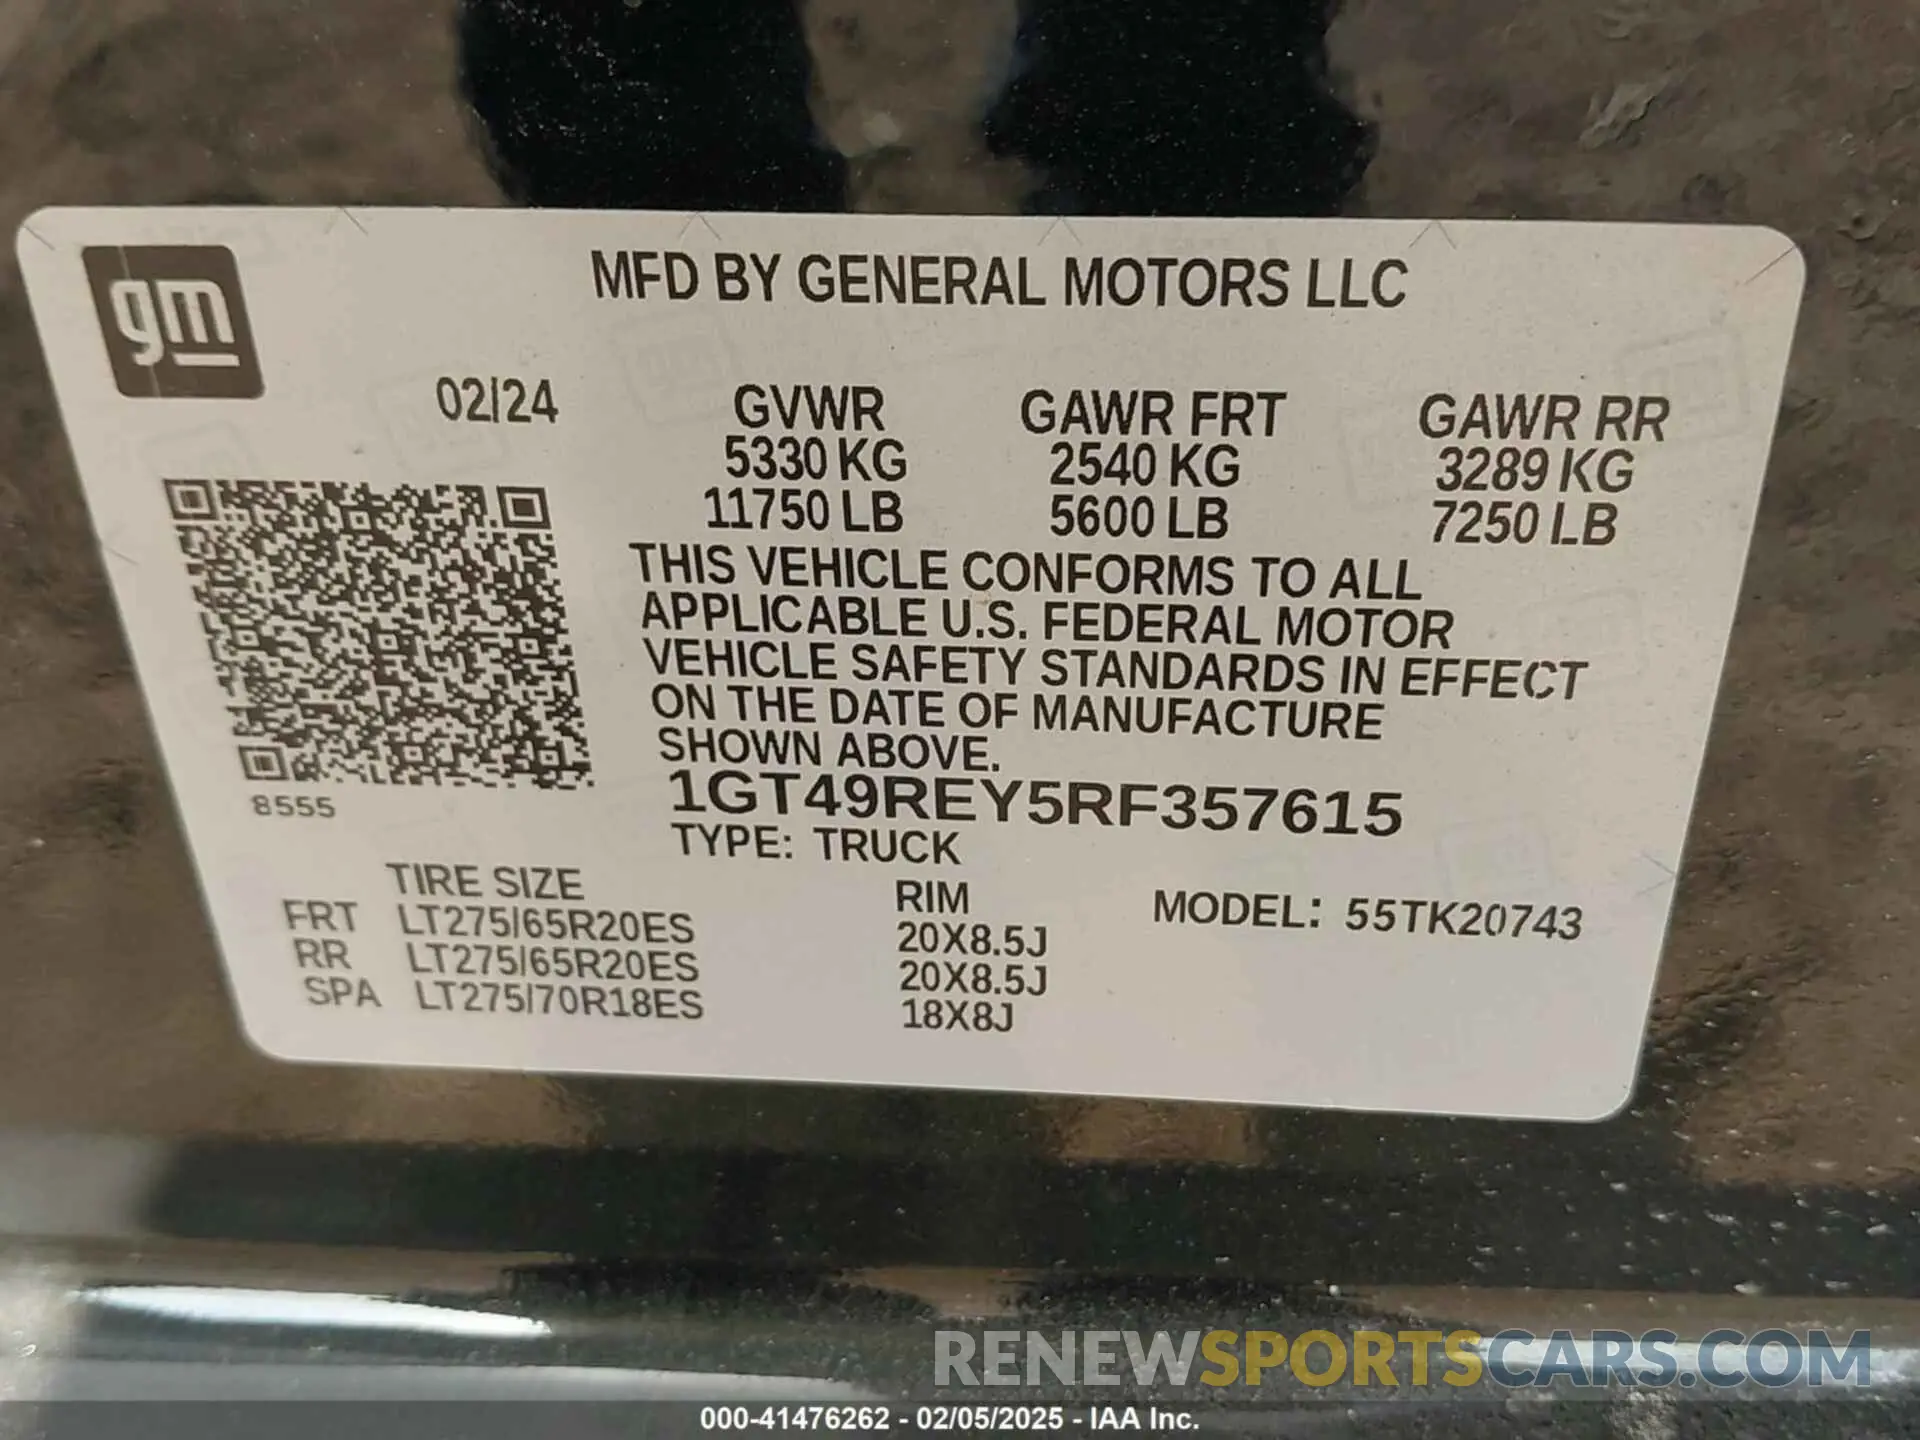 gm
MFD BY GENERAL MOTORS LLC
02/24 GVWR GAWR FRT GAWR RR
5330 KG 2540 KG 3289 KG
11750 LB 5600 LB 7250 LB
THIS VEHICLE CONFORMS TO ALL
APPLICABLE U.S. FEDERAL MOTOR
VEHICLE SAFETY STANDARDS IN EFFECT
ON THE DATE OF MANUFACTURE
SHOWN ABOVE.
8555
1GT49REY5RF357615
TYPE: TRUCK
TIRE SIZE RIM MODEL: 55TK20743
FRT LT275/65R20ES 20X8.5J
RR LT275/65R20ES 20X8.5J
SPA LT275/70R18ES 18X8J
RENEWSPORTSCARS.COM
000-41476262 - 02/05/2025 - IAA Inc.